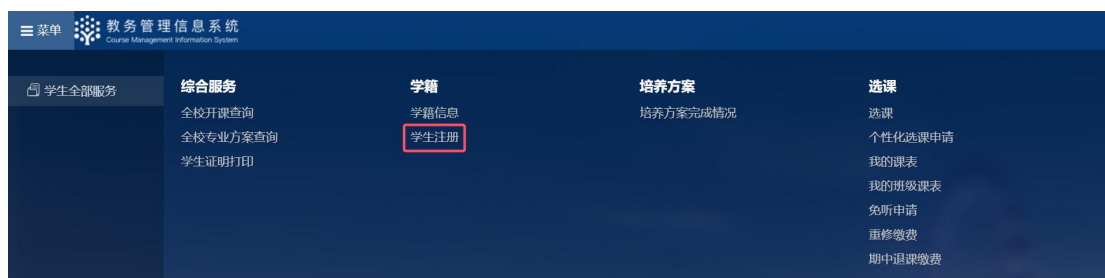 菜单 教务管理信息系统
Course Management Information System
学生全部服务
综合服务
全校开课查询
全校专业方案查询
学生证明打印
学籍
学籍信息
学生注册
培养方案
培养方案完成情况
选课
选课
个性化选课申请
我的课表
我的班级课表
免听申请
重修缴费
期中退课缴费